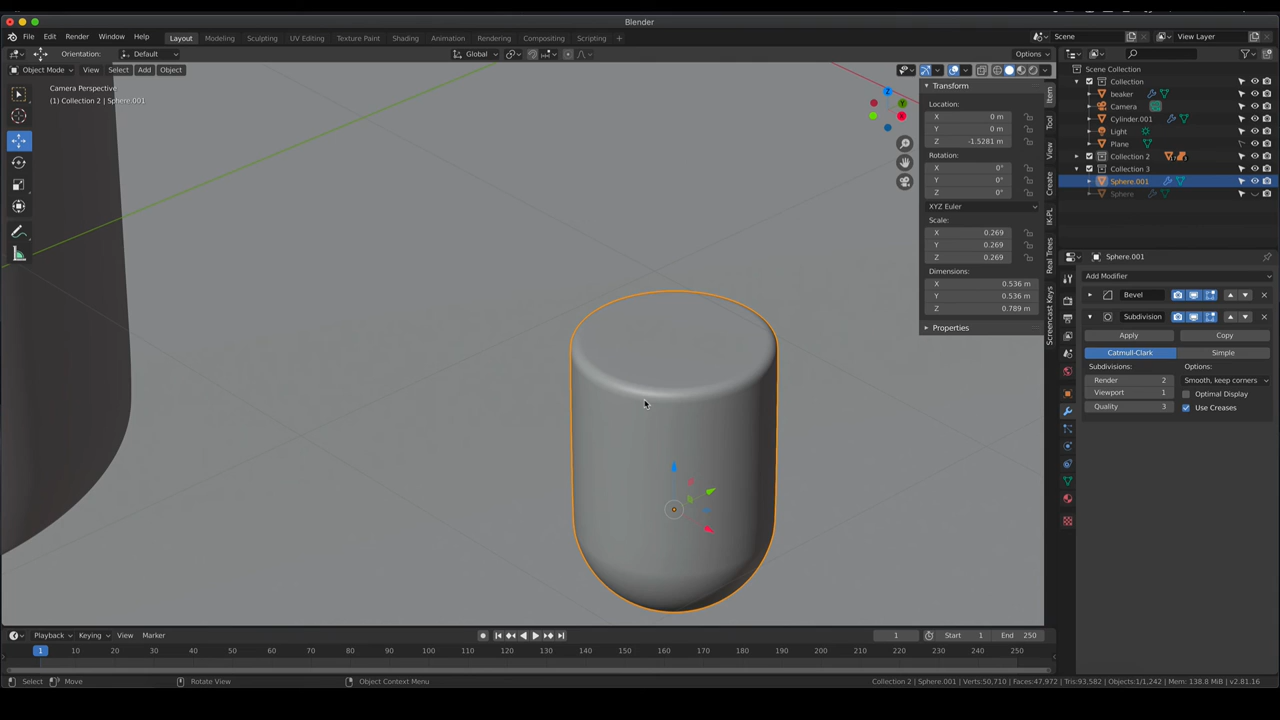 Blender
File Edit Render Window Help Layout Modeling Sculpting UV Editing Texture Paint Shading Animation Rendering Compositing Scripting + Scene View Layer
Orientation: Default Global Options
Object Mode View Select Add Object
Camera Perspective
(1) Collection 2 | Sphere.001
Z
Y
X
Transform
Location:
X 0 m
Y 0 m
Z -1.5281 m
Rotation:
X 0°
Y 0°
Z 0°
XYZ Euler
Scale:
X 0.269
Y 0.269
Z 0.269
Dimensions:
X 0.536 m
Y 0.536 m
Z 0.789 m
Properties
Item
Tool
View
Create
Real Trees
Screencast Keys
Scene Collection
Collection
beaker
Camera
Cylinder.001
Light
Plane
Collection 2
Collection 3
Sphere.001
Sphere
Sphere.001
Add Modifier
Bevel
Subdivision
Apply Copy
Catmull-Clark Simple
Subdivisions: Options:
Render 2 Smooth, keep corners
Viewport 1 Optimal Display
Quality 3 Use Creases
Playback Keying View Marker 1 Start 1 End 250
1 10 20 30 40 50 60 70 80 90 100 110 120 130 140 150 160 170 180 190 200 210 220 230 240 250
Select Move Rotate View Object Context Menu Collection 2 | Sphere.001 | Verts:50,710 | Faces:47,972 | Tris:93,582 | Objects:1/1,242 | Mem: 138.8 MiB | v2.81.16